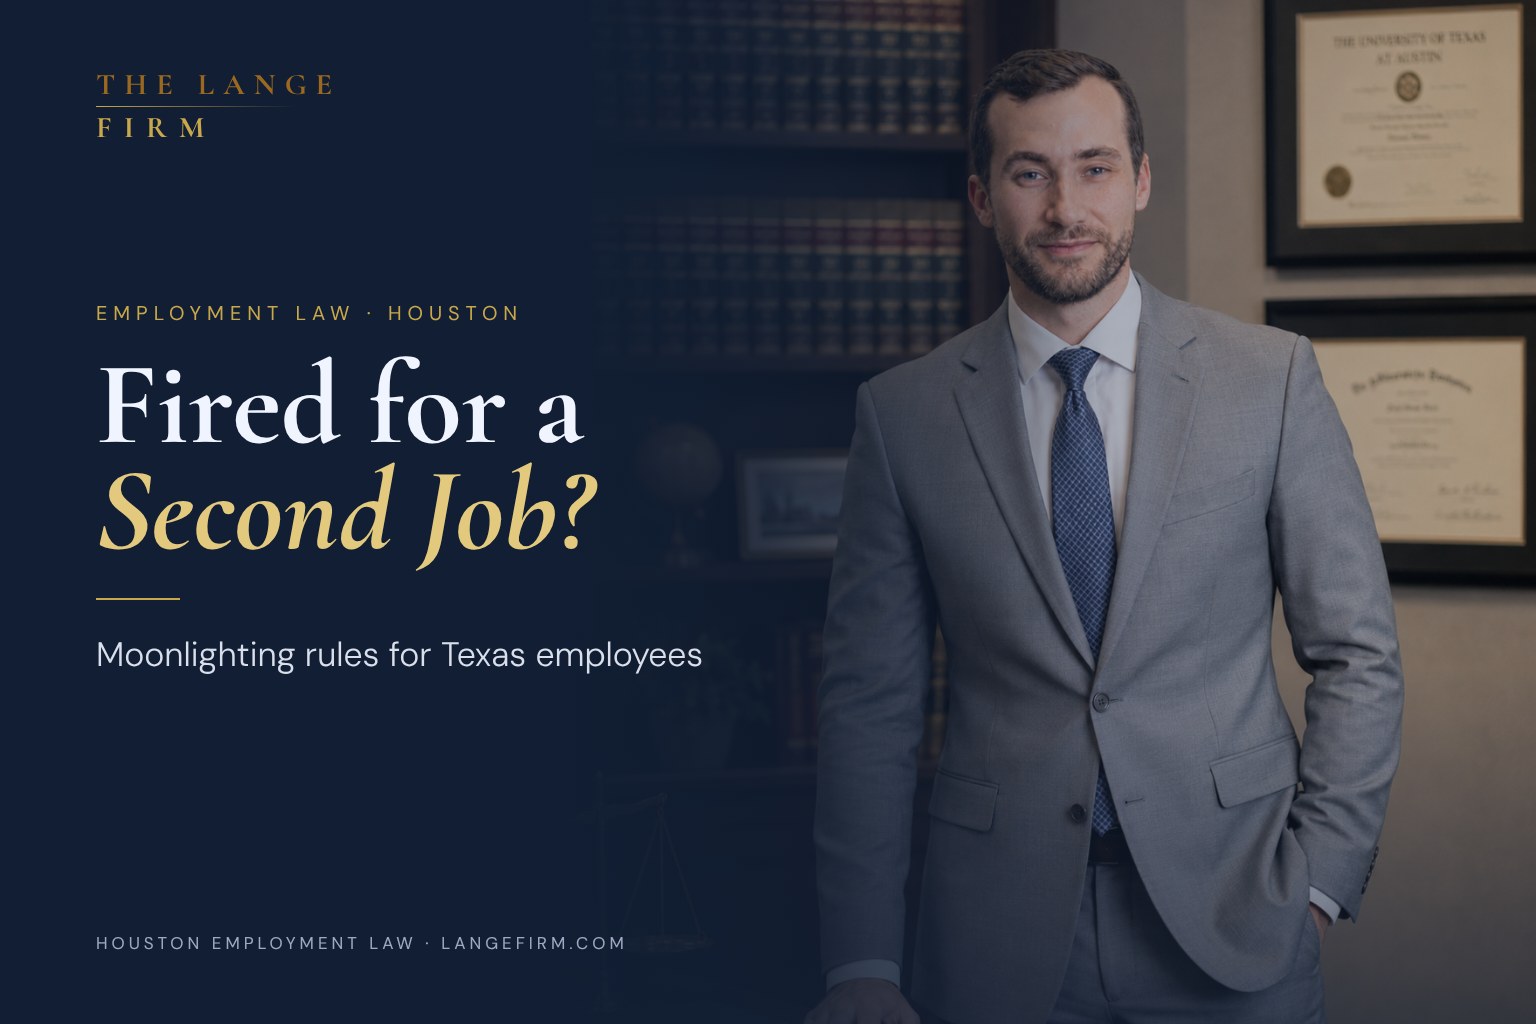 THE LANGE
FIRM
EMPLOYMENT LAW · HOUSTON
Fired for a
Second Job?
Moonlighting rules for Texas employees
HOUSTON EMPLOYMENT LAW · LANGEFIRM.COM
THE UNIVERSITY OF TEXAS
AT AUSTIN